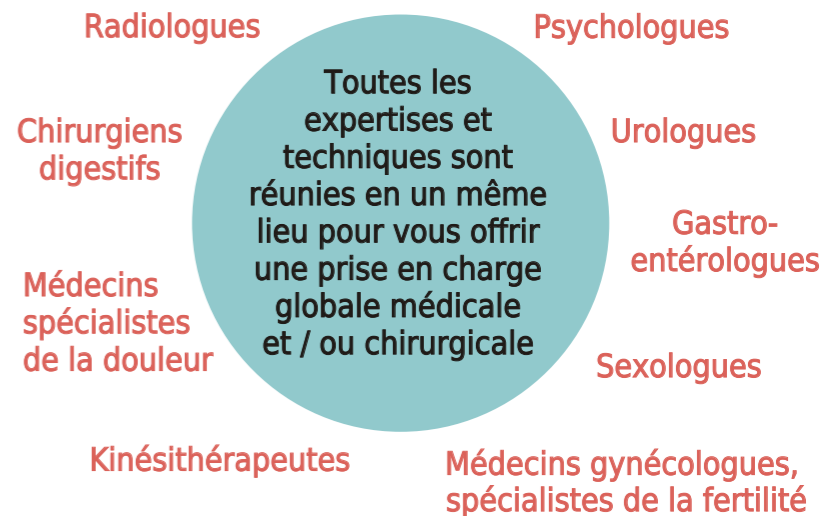 Radiologues
Psychologues
Toutes les
expertises et
techniques sont
réunies en un même
lieu pour vous offrir
une prise en charge
globale médicale
et / ou chirurgicale
Chirurgiens
digestifs
Urologues
Gastro-
entérologues
Médecins
spécialistes
de la douleur
Sexologues
Kinésithérapeutes
Médecins gynécologues,
spécialistes de la fertilité